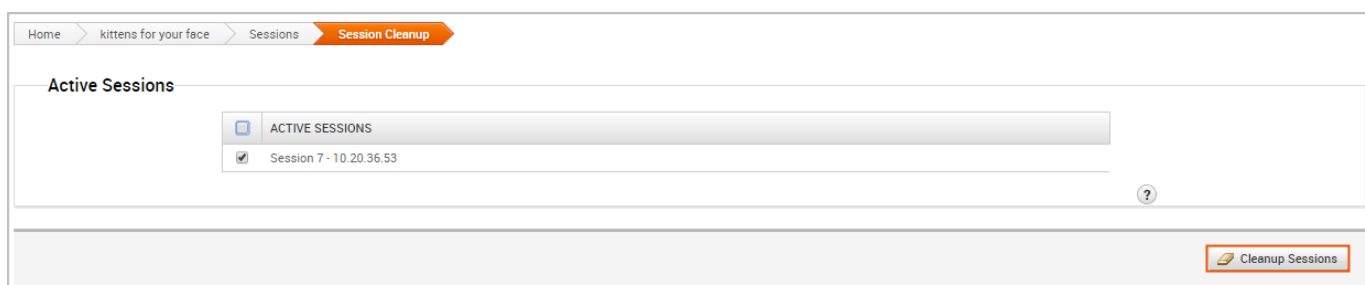 Home kittens for your face Sessions Session Cleanup
Active Sessions
ACTIVE SESSIONS
Session 7 - 10.20.36.53
?
Cleanup Sessions